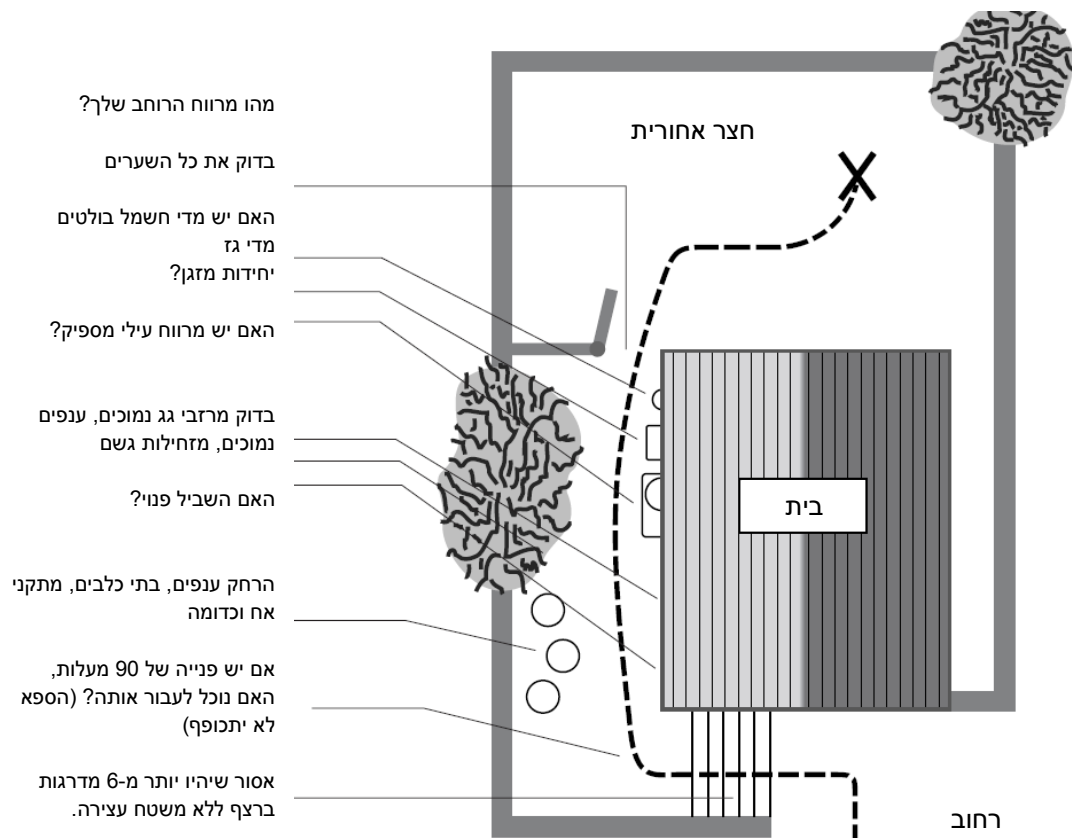 מהו מרווח הרוחב שלך?
בדוק את כל השערים
האם יש מדי חשמל בולטים
מדי גז
יחידות מזגן?
האם יש מרווח עילי מספיק?
בדוק מרזבי גג נמוכים, ענפים
נמוכים, מזחילות גשם
האם השביל פנוי?
הרחק ענפים, בתי כלבים, מתקני
אח וכדומה
אם יש פנייה של 90 מעלות,
האם נוכל לעבור אותה? (הספא
לא יתכופף)
אסור שיהיו יותר מ-6 מדרגות
ברצף ללא משטח עצירה.
חצר אחורית
בית
רחוב